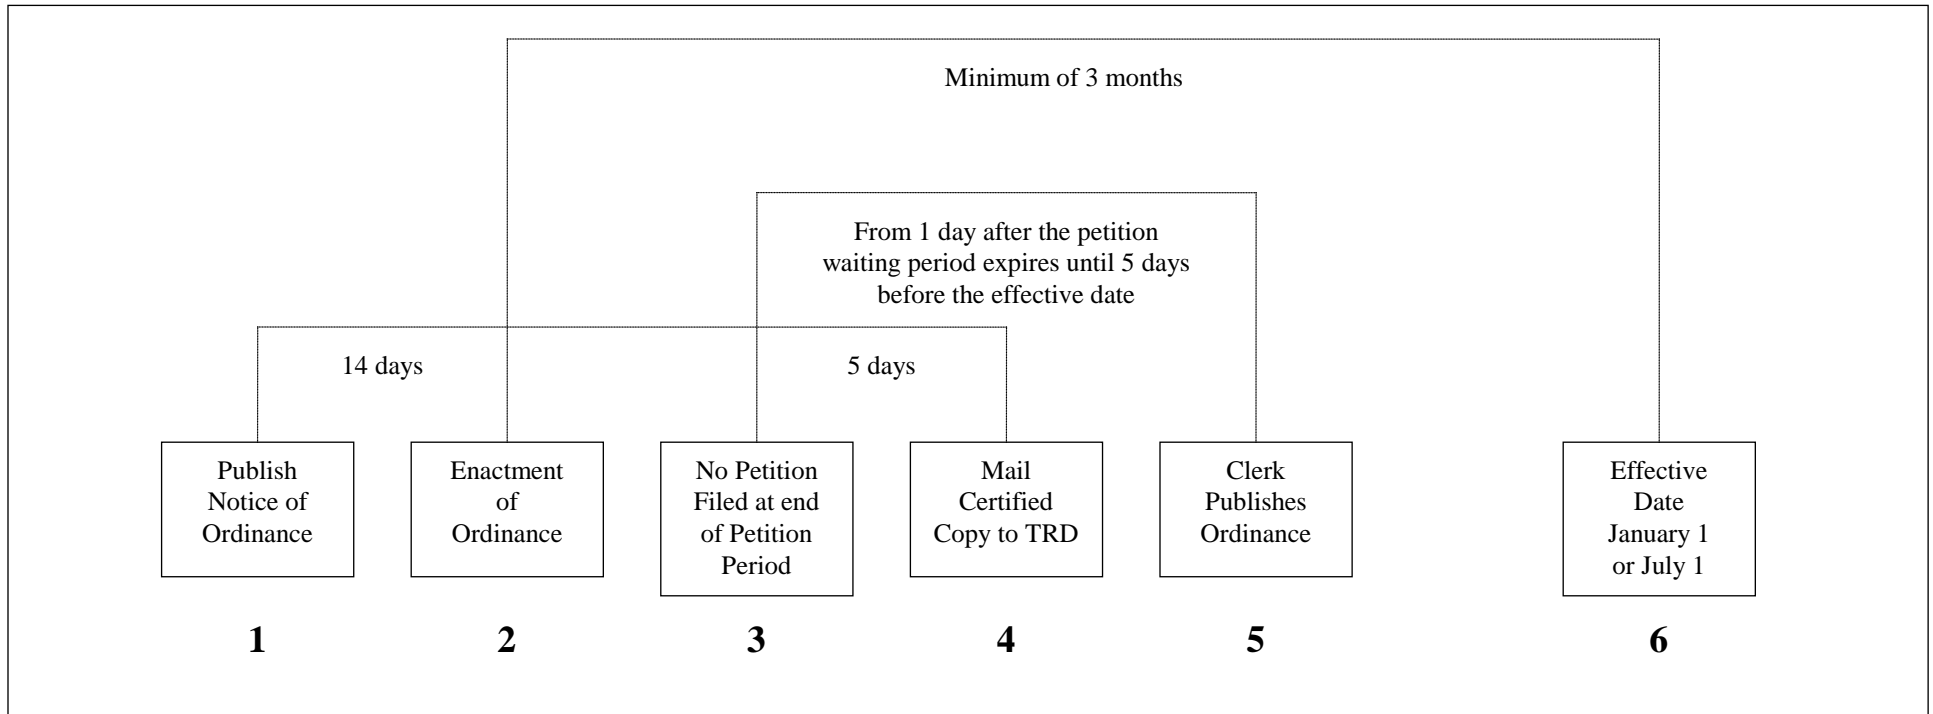 Minimum of 3 months
From 1 day after the petition
waiting period expires until 5 days
before the effective date
14 days
5 days
Publish
Notice of
Ordinance
Enactment
of
Ordinance
No Petition
Filed at end
of Petition
Period
Mail
Certified
Copy to TRD
Clerk
Publishes
Ordinance
Effective
Date
January 1
or July 1
1
2
3
4
5
6